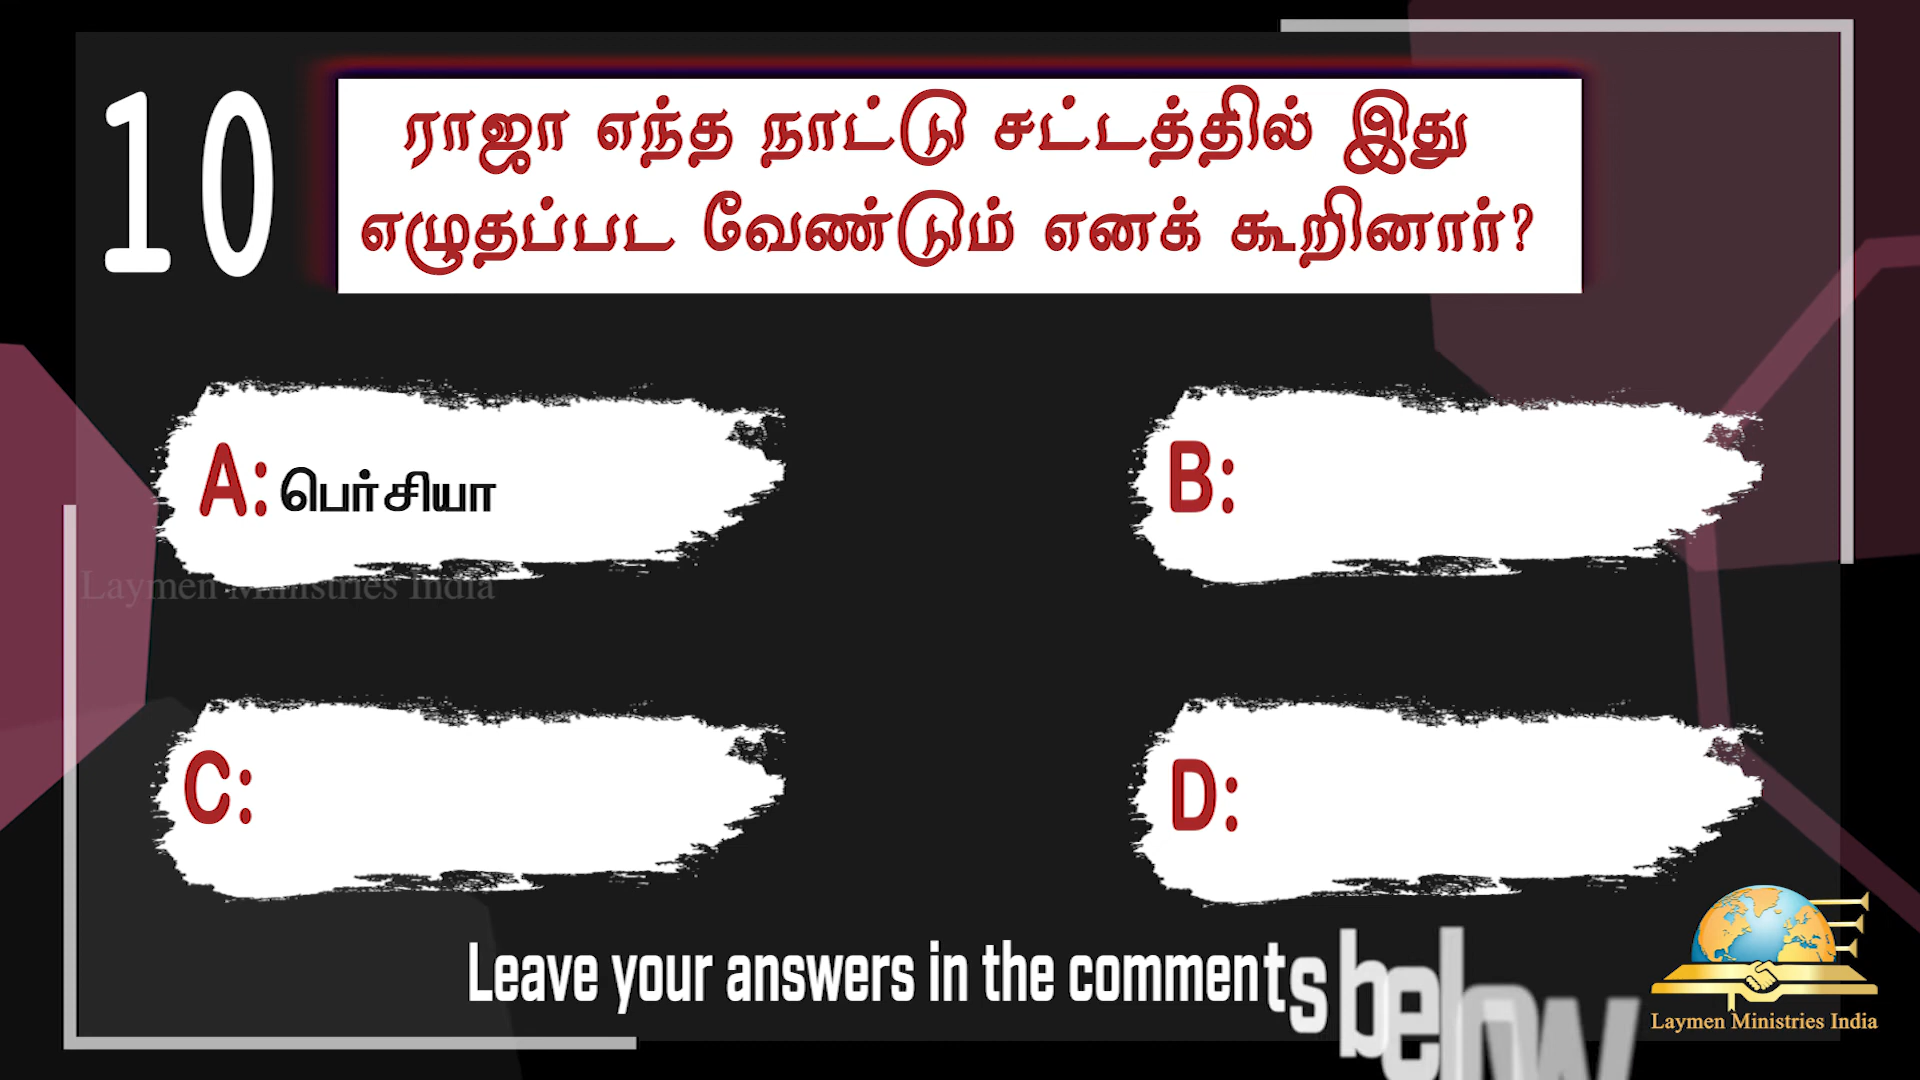 10
ராஜா எந்த நாட்டு சட்டத்தில் இது
எழுதப்பட வேண்டும் எனக் கூறினார்?
A: பெர்சியா
B:
Laymen Ministries India
C:
D:
Leave your answers in the comments below
Laymen Ministries India